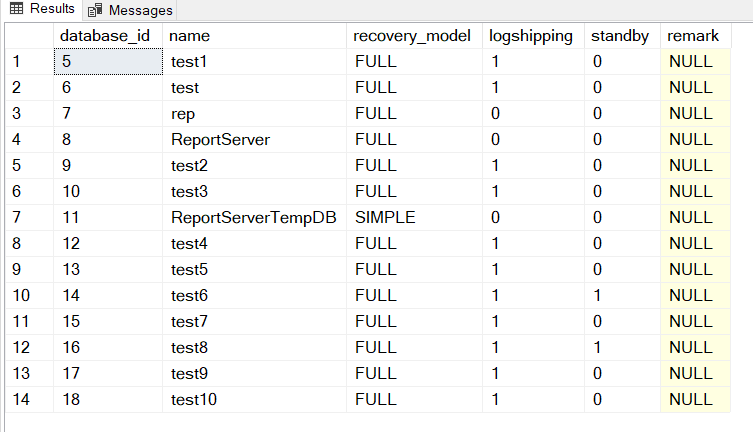 Results Messages
database_id name recovery_model logshipping standby remark
1 5 test1 FULL 1 0 NULL
2 6 test FULL 1 0 NULL
3 7 rep FULL 0 0 NULL
4 8 ReportServer FULL 0 0 NULL
5 9 test2 FULL 1 0 NULL
6 10 test3 FULL 1 0 NULL
7 11 ReportServerTempDB SIMPLE 0 0 NULL
8 12 test4 FULL 1 0 NULL
9 13 test5 FULL 1 0 NULL
10 14 test6 FULL 1 1 NULL
11 15 test7 FULL 1 0 NULL
12 16 test8 FULL 1 1 NULL
13 17 test9 FULL 1 0 NULL
14 18 test10 FULL 1 0 NULL